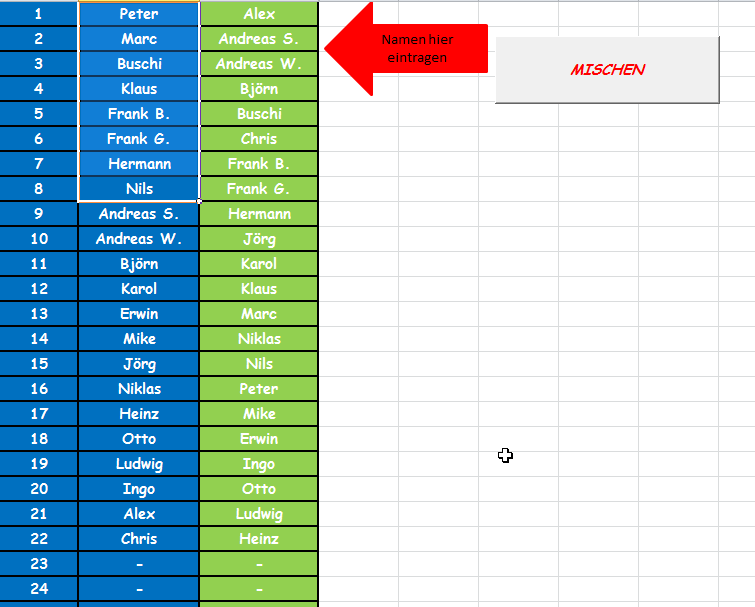 1 Peter Alex
2 Marc Andreas S.
3 Buschi Andreas W.
4 Klaus Björn
5 Frank B. Buschi
6 Frank G. Chris
7 Hermann Frank B.
8 Nils Frank G.
9 Andreas S. Hermann
10 Andreas W. Jörg
11 Björn Karol
12 Karol Klaus
13 Erwin Marc
14 Mike Niklas
15 Jörg Nils
16 Niklas Peter
17 Heinz Mike
18 Otto Erwin
19 Ludwig Ingo
20 Ingo Otto
21 Alex Ludwig
22 Chris Heinz
23 - -
24 - -
Namen hier
eintragen
MISCHEN